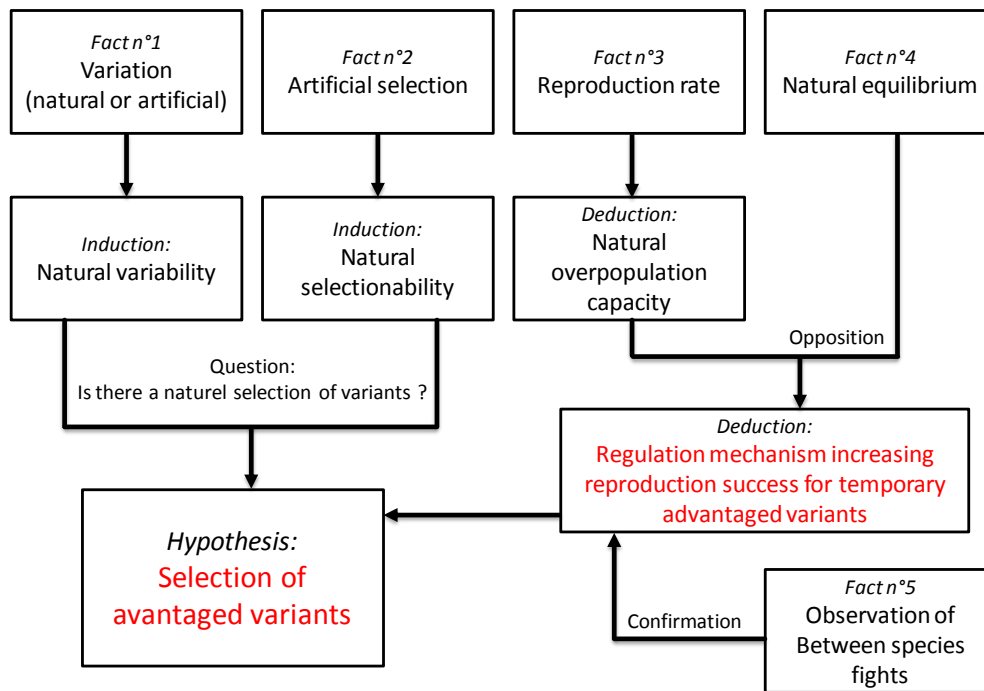 Fact n°1
Variation
(natural or artificial)
Fact n°2
Artificial selection
Fact n°3
Reproduction rate
Fact n°4
Natural equilibrium
Induction:
Natural variability
Induction:
Natural
selectionability
Deduction:
Natural
overpopulation
capacity
Opposition
Question:
Is there a naturel selection of variants ?
Deduction:
Regulation mechanism increasing
reproduction success for temporary
advantaged variants
Hypothesis:
Selection of
avantaged variants
Confirmation
Fact n°5
Observation of
Between species
fights